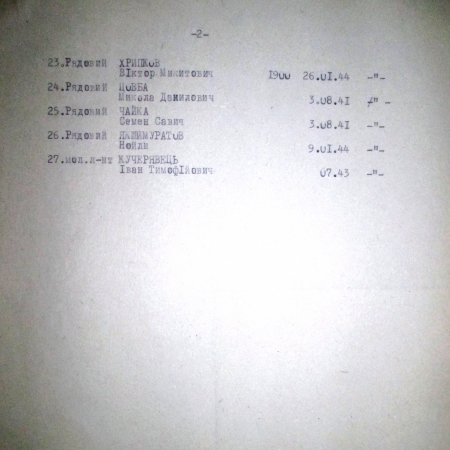 -2-
23.Рядовий ХРИПКОВ
ВІктор Микитович 1900 26.01.44 -"-
24.Рядовий ЦОВБА
Микола Данилович 3.08.41 -"-
25.Рядовий ЧАЙКА
Семен Савич 3.08.41 -"-
26.Рядовий ЯКШИМУРАТОВ
9.01.44 -"-
27.мол.л-нт КУЧЕРЯВЕЦЬ
Іван ТимофІйович 07.43 -"-